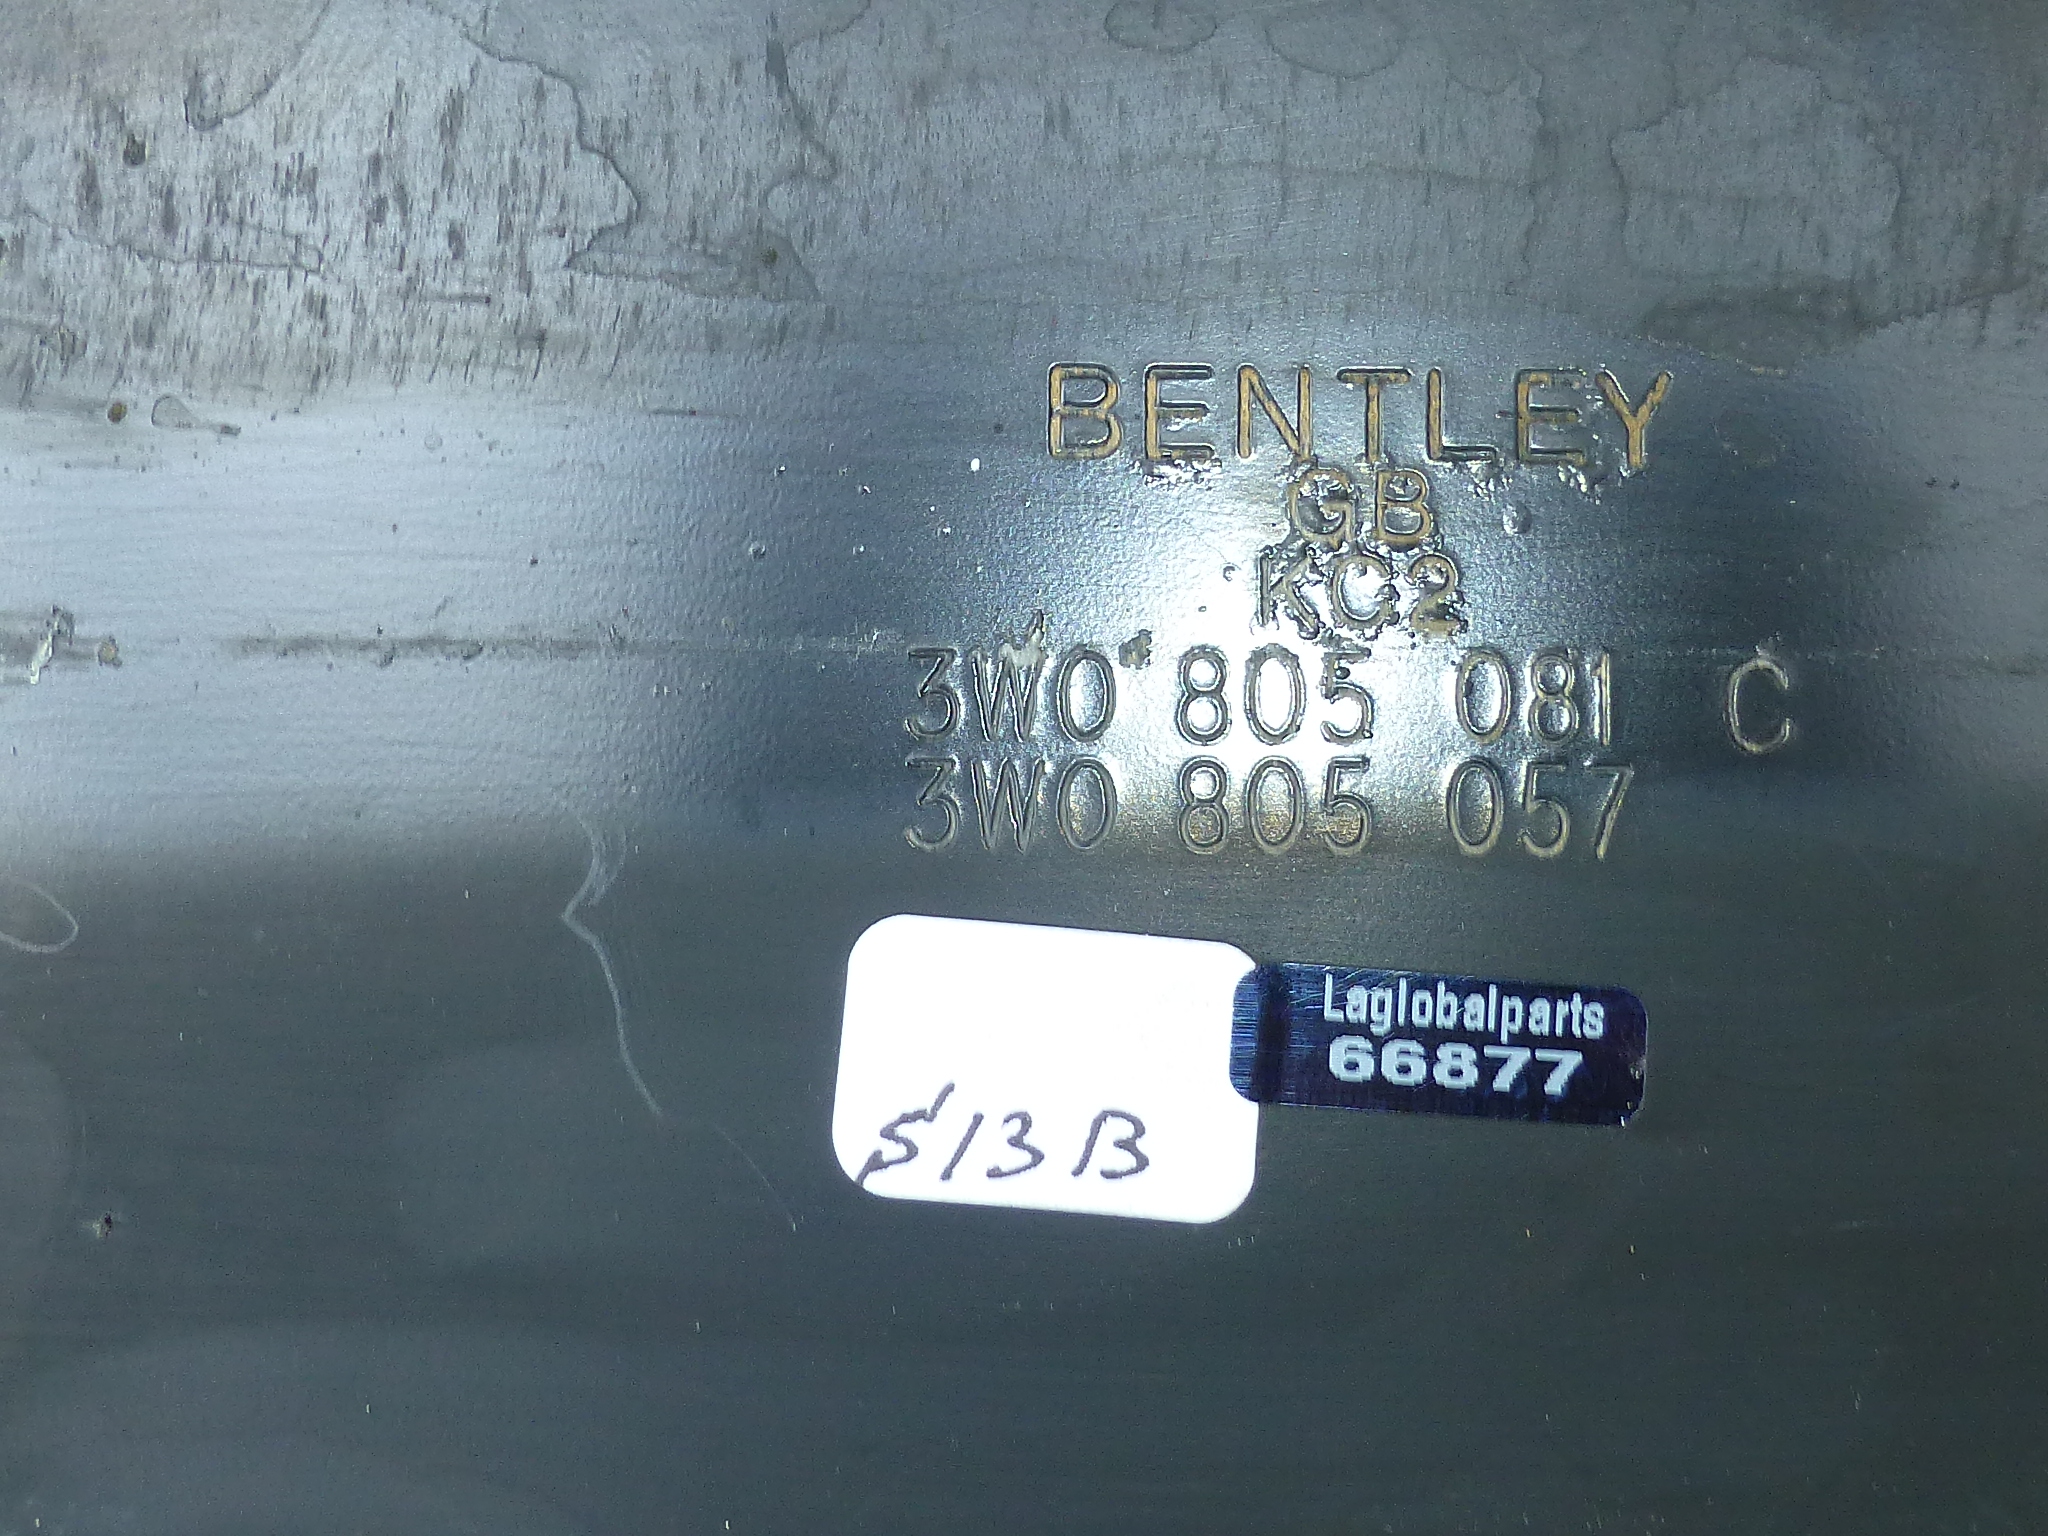 BENTLEY
GB
KC2
3W0 805 081 C
3W0 805 057
Laglobalparts
66877
513B